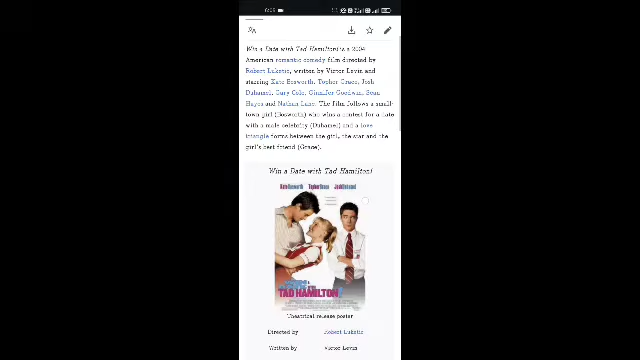 Win a Date with Tad Hamilton! is a 2004
American romantic comedy film directed by
Robert Luketic, written by Victor Levin and
starring Kate Bosworth, Topher Grace, Josh
Duhamel, Gary Cole, Ginnifer Goodwin, Sean
Hayes and Nathan Lane. The film follows a small-
town girl (Bosworth) who wins a contest for a date
with a male celebrity (Duhamel) and a love
triangle forms between the girl, the star and the
girl's best friend (Grace).
Win a Date with Tad Hamilton!
TAD HAMILTON!
Theatrical release poster
Directed by Robert Luketic
Written by Victor Levin